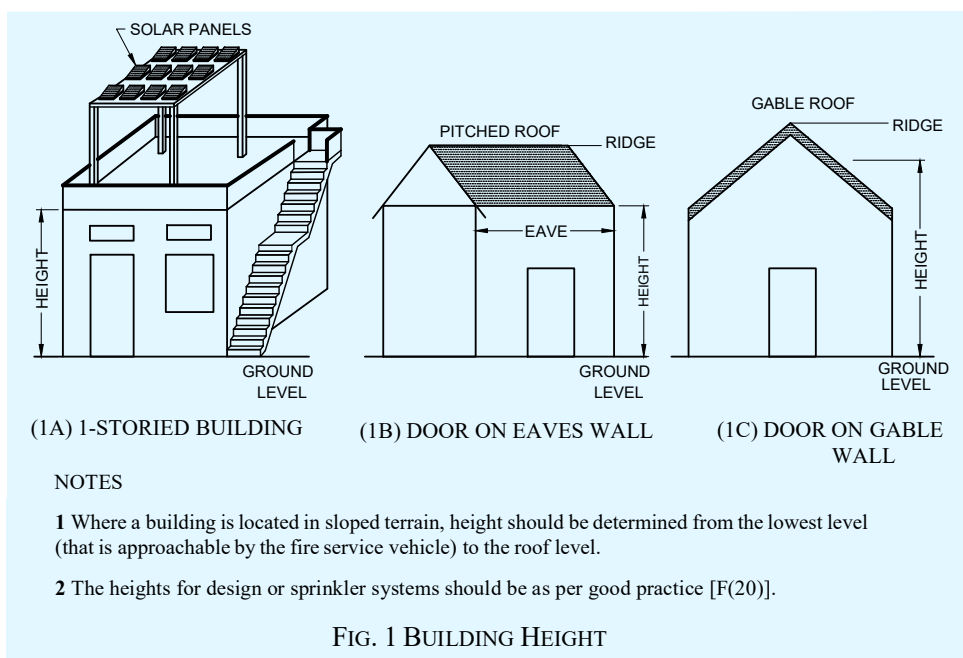 SOLAR PANELS
HEIGHT
GROUND
LEVEL
(1A) 1-STORIED BUILDING
PITCHED ROOF
RIDGE
EAVE
HEIGHT
GROUND
LEVEL
(1B) DOOR ON EAVES WALL
GABLE ROOF
RIDGE
HEIGHT
GROUND
LEVEL
(1C) DOOR ON GABLE
WALL
NOTES
1 Where a building is located in sloped terrain, height should be determined from the lowest level
(that is approachable by the fire service vehicle) to the roof level.
2 The heights for design or sprinkler systems should be as per good practice [F(20)].
FIG. 1 BUILDING HEIGHT